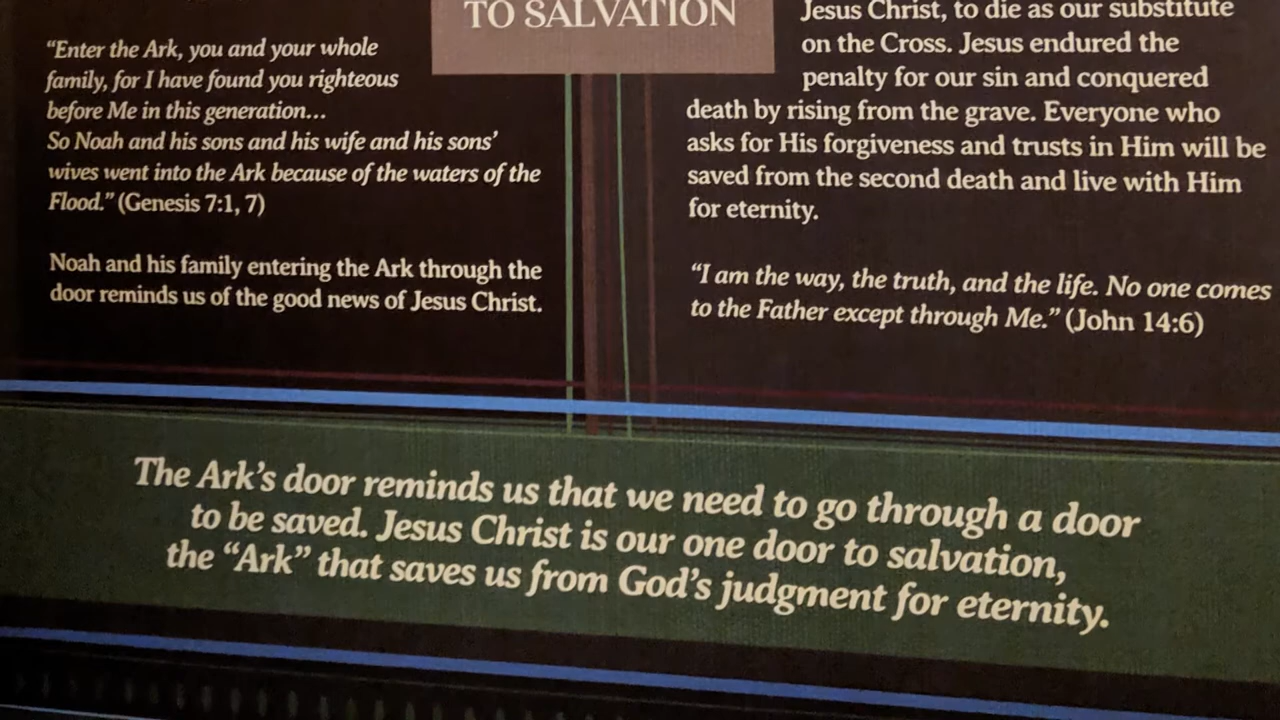 TO SALVATION
“Enter the Ark, you and your whole
family, for I have found you righteous
before Me in this generation...
So Noah and his sons and his wife and his sons’
wives went into the Ark because of the waters of the
Flood.” (Genesis 7:1, 7)
Noah and his family entering the Ark through the
door reminds us of the good news of Jesus Christ.
Jesus Christ, to die as our substitute
on the Cross. Jesus endured the
penalty for our sin and conquered
death by rising from the grave. Everyone who
asks for His forgiveness and trusts in Him will be
saved from the second death and live with Him
for eternity.
“I am the way, the truth, and the life. No one comes
to the Father except through Me.” (John 14:6)
The Ark’s door reminds us that we need to go through a door
to be saved. Jesus Christ is our one door to salvation,
the “Ark” that saves us from God’s judgment for eternity.